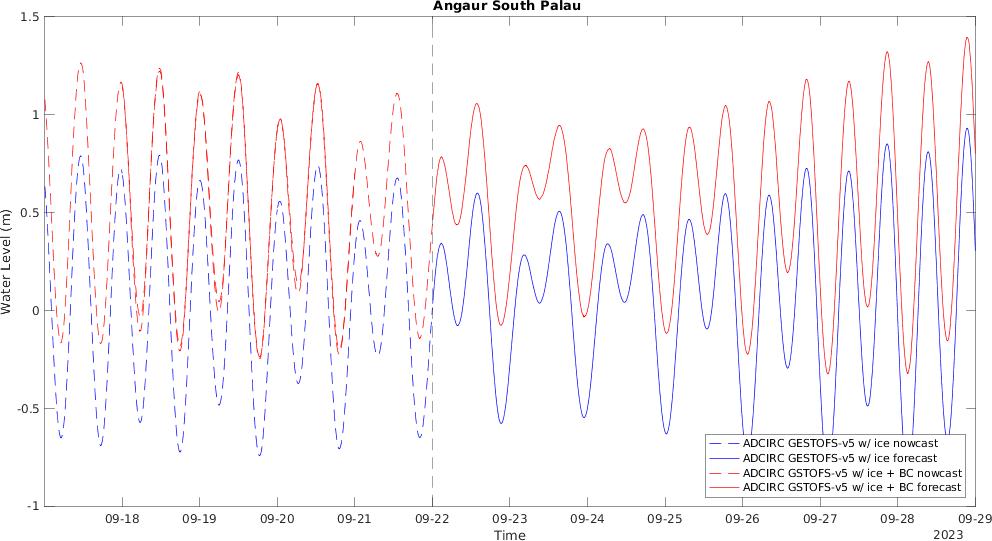 Angaur South Palau
1.5
1
0.5
0
-0.5
-1
Water Level (m)
ADCIRC GESTOFS-v5 w/ ice nowcast
ADCIRC GESTOFS-v5 w/ ice forecast
ADCIRC GSTOFS-v5 w/ ice + BC nowcast
ADCIRC GSTOFS-v5 w/ ice + BC forecast
09-18 09-19 09-20 09-21 09-22 09-23 09-24 09-25 09-26 09-27 09-28 09-29
Time
2023